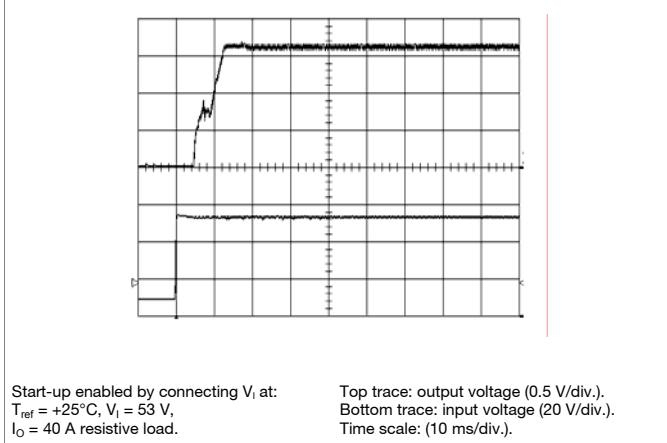 Start-up enabled by connecting VI at:
Tref = +25°C, VI = 53 V,
IO = 40 A resistive load.
Top trace: output voltage (0.5 V/div.).
Bottom trace: input voltage (20 V/div.).
Time scale: (10 ms/div.).